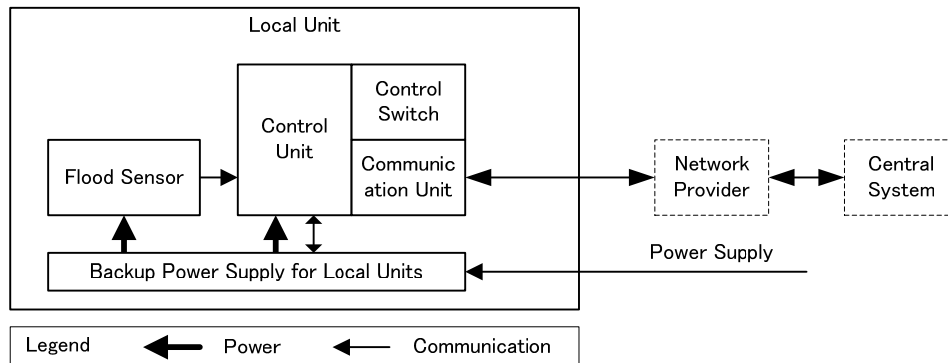 Local Unit
Control
Switch
Control
Unit
Communic
ation Unit
Flood Sensor
Network
Provider
Central
System
Backup Power Supply for Local Units
Power Supply
Legend
Power
Communication